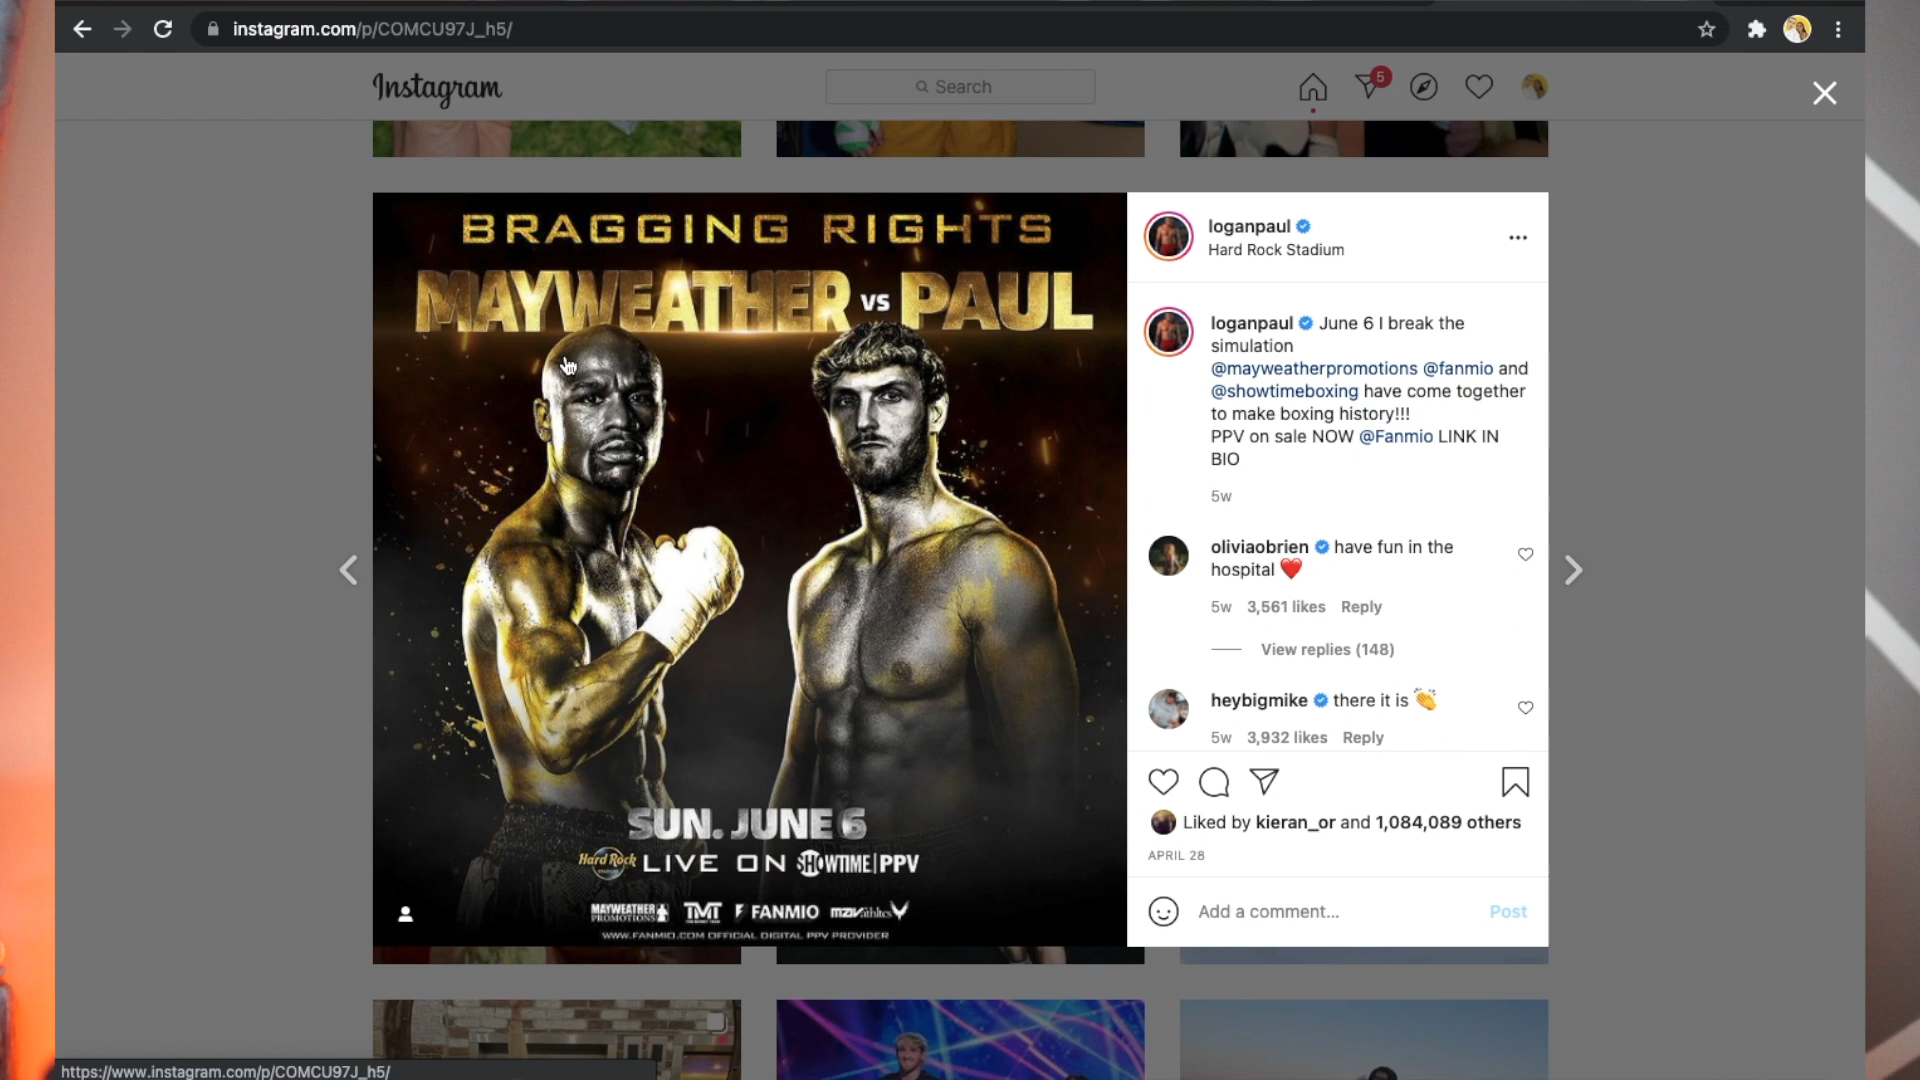 instagram.com/p/COMCU97J_h5/
Instagram
Search
5
BRAGGING RIGHTS
MAYWEATHER VS PAUL
SUN. JUNE 6
Hard Rock LIVE ON SHOWTIME|PPV
MAYWEATHER PROMOTIONS TMT FANMIO
WWW.FANMIO.COM OFFICIAL DIGITAL PPV PROVIDER
loganpaul
Hard Rock Stadium
loganpaul June 6 I break the
simulation
@mayweatherpromotions @fanmio and
@showtimeboxing have come together
to make boxing history!!!
PPV on sale NOW @Fanmio LINK IN
BIO
5w
oliviaobrien have fun in the
hospital ❤️
5w 3,561 likes Reply
View replies (148)
heybigmike there it is 👏
5w 3,932 likes Reply
Liked by kieran_or and 1,084,089 others
APRIL 28
Add a comment... Post
https://www.instagram.com/p/COMCU97J_h5/